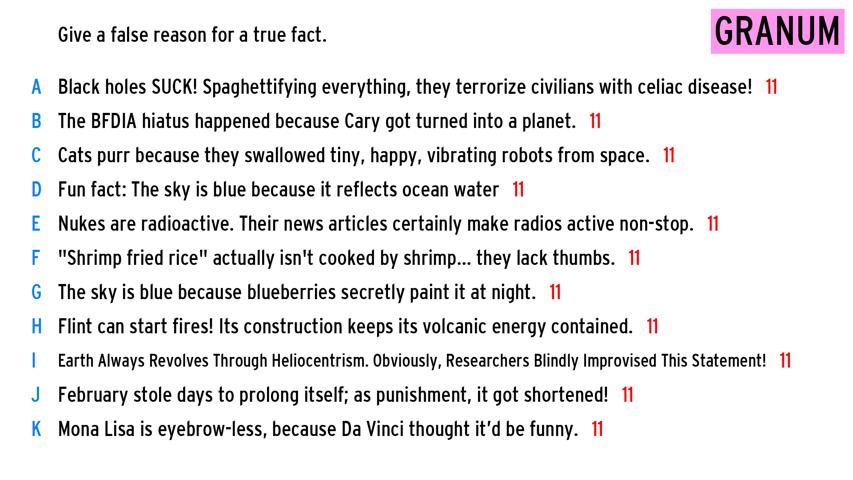 Give a false reason for a true fact.
GRANUM
A Black holes SUCK! Spaghettifying everything, they terrorize civilians with celiac disease! 11
B The BFDIA hiatus happened because Cary got turned into a planet. 11
C Cats purr because they swallowed tiny, happy, vibrating robots from space. 11
D Fun fact: The sky is blue because it reflects ocean water 11
E Nukes are radioactive. Their news articles certainly make radios active non-stop. 11
F "Shrimp fried rice" actually isn't cooked by shrimp... they lack thumbs. 11
G The sky is blue because blueberries secretly paint it at night. 11
H Flint can start fires! Its construction keeps its volcanic energy contained. 11
I Earth Always Revolves Through Heliocentrism. Obviously, Researchers Blindly Improvised This Statement! 11
J February stole days to prolong itself; as punishment, it got shortened! 11
K Mona Lisa is eyebrow-less, because Da Vinci thought it’d be funny. 11